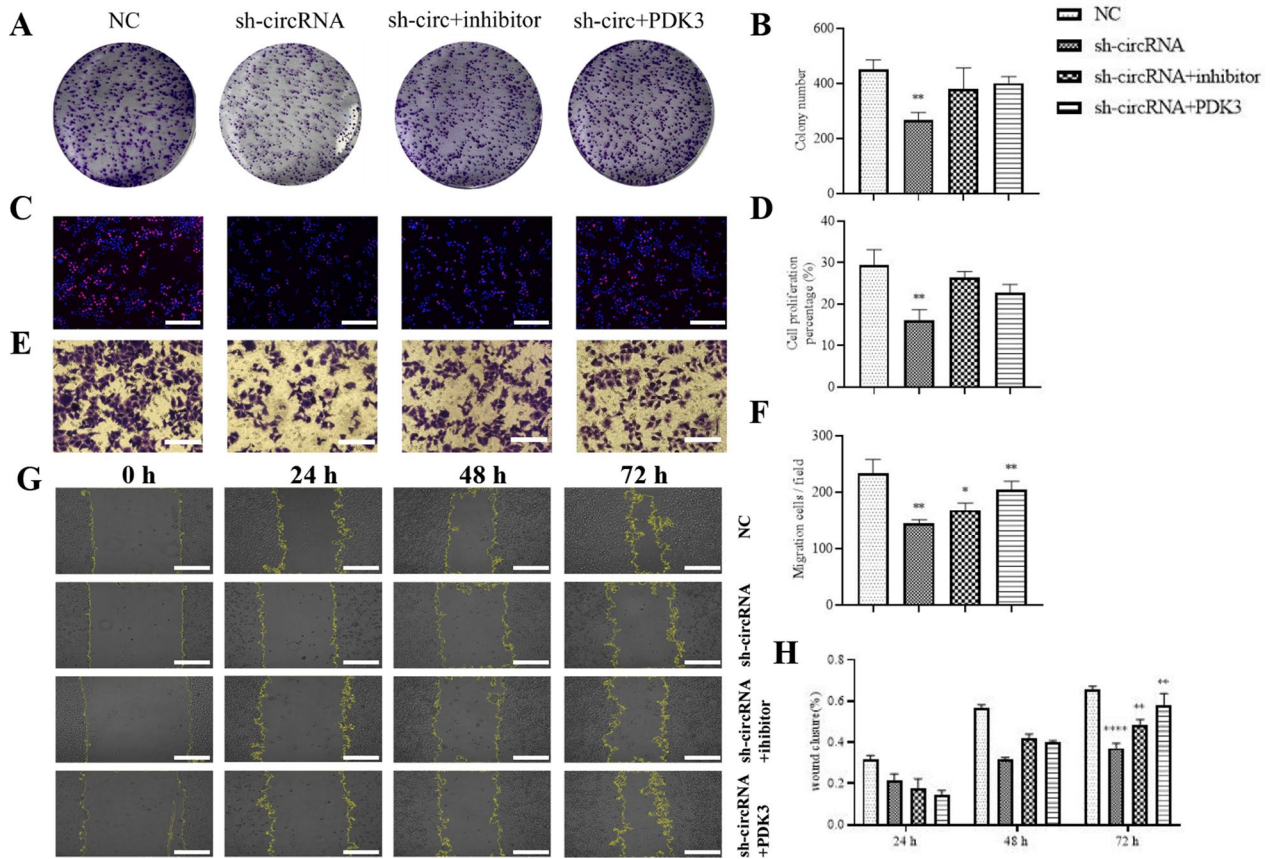 A
NC
sh-circRNA
sh-circ+inhibitor
sh-circ+PDK3
B
600
400
200
0
Colony number
**
NC
sh-circRNA
sh-circRNA+inhibitor
sh-circRNA+PDK3
C
D
40
30
20
10
0
Cell proliferation
percentage (%)
**
E
F
300
200
100
0
Migration cells / field
**
*
**
G
0 h
24 h
48 h
72 h
NC
sh-circRNA
sh-circRNA
+ihibitor
sh-circRNA
+PDK3
H
0.8
0.6
0.4
0.2
0.0
wound closure(%)
****
**
**
24 h
48 h
72 h